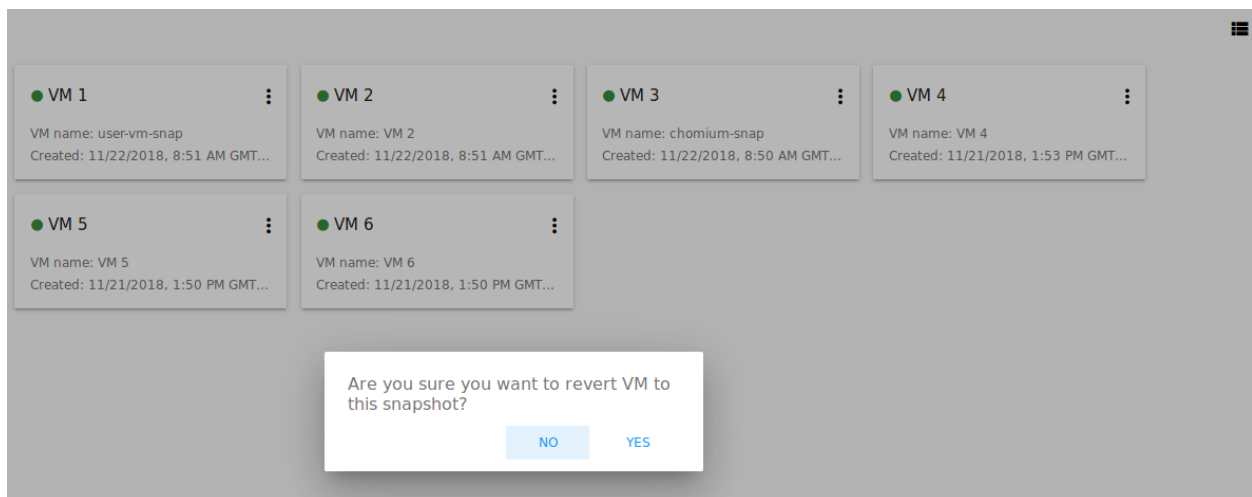 VM 1
VM name: user-vm-snap
Created: 11/22/2018, 8:51 AM GMT...
VM 2
VM name: VM 2
Created: 11/22/2018, 8:51 AM GMT...
VM 3
VM name: chomium-snap
Created: 11/22/2018, 8:50 AM GMT...
VM 4
VM name: VM 4
Created: 11/21/2018, 1:53 PM GMT...
VM 5
VM name: VM 5
Created: 11/21/2018, 1:50 PM GMT...
VM 6
VM name: VM 6
Created: 11/21/2018, 1:50 PM GMT...
Are you sure you want to revert VM to
this snapshot?
NO YES